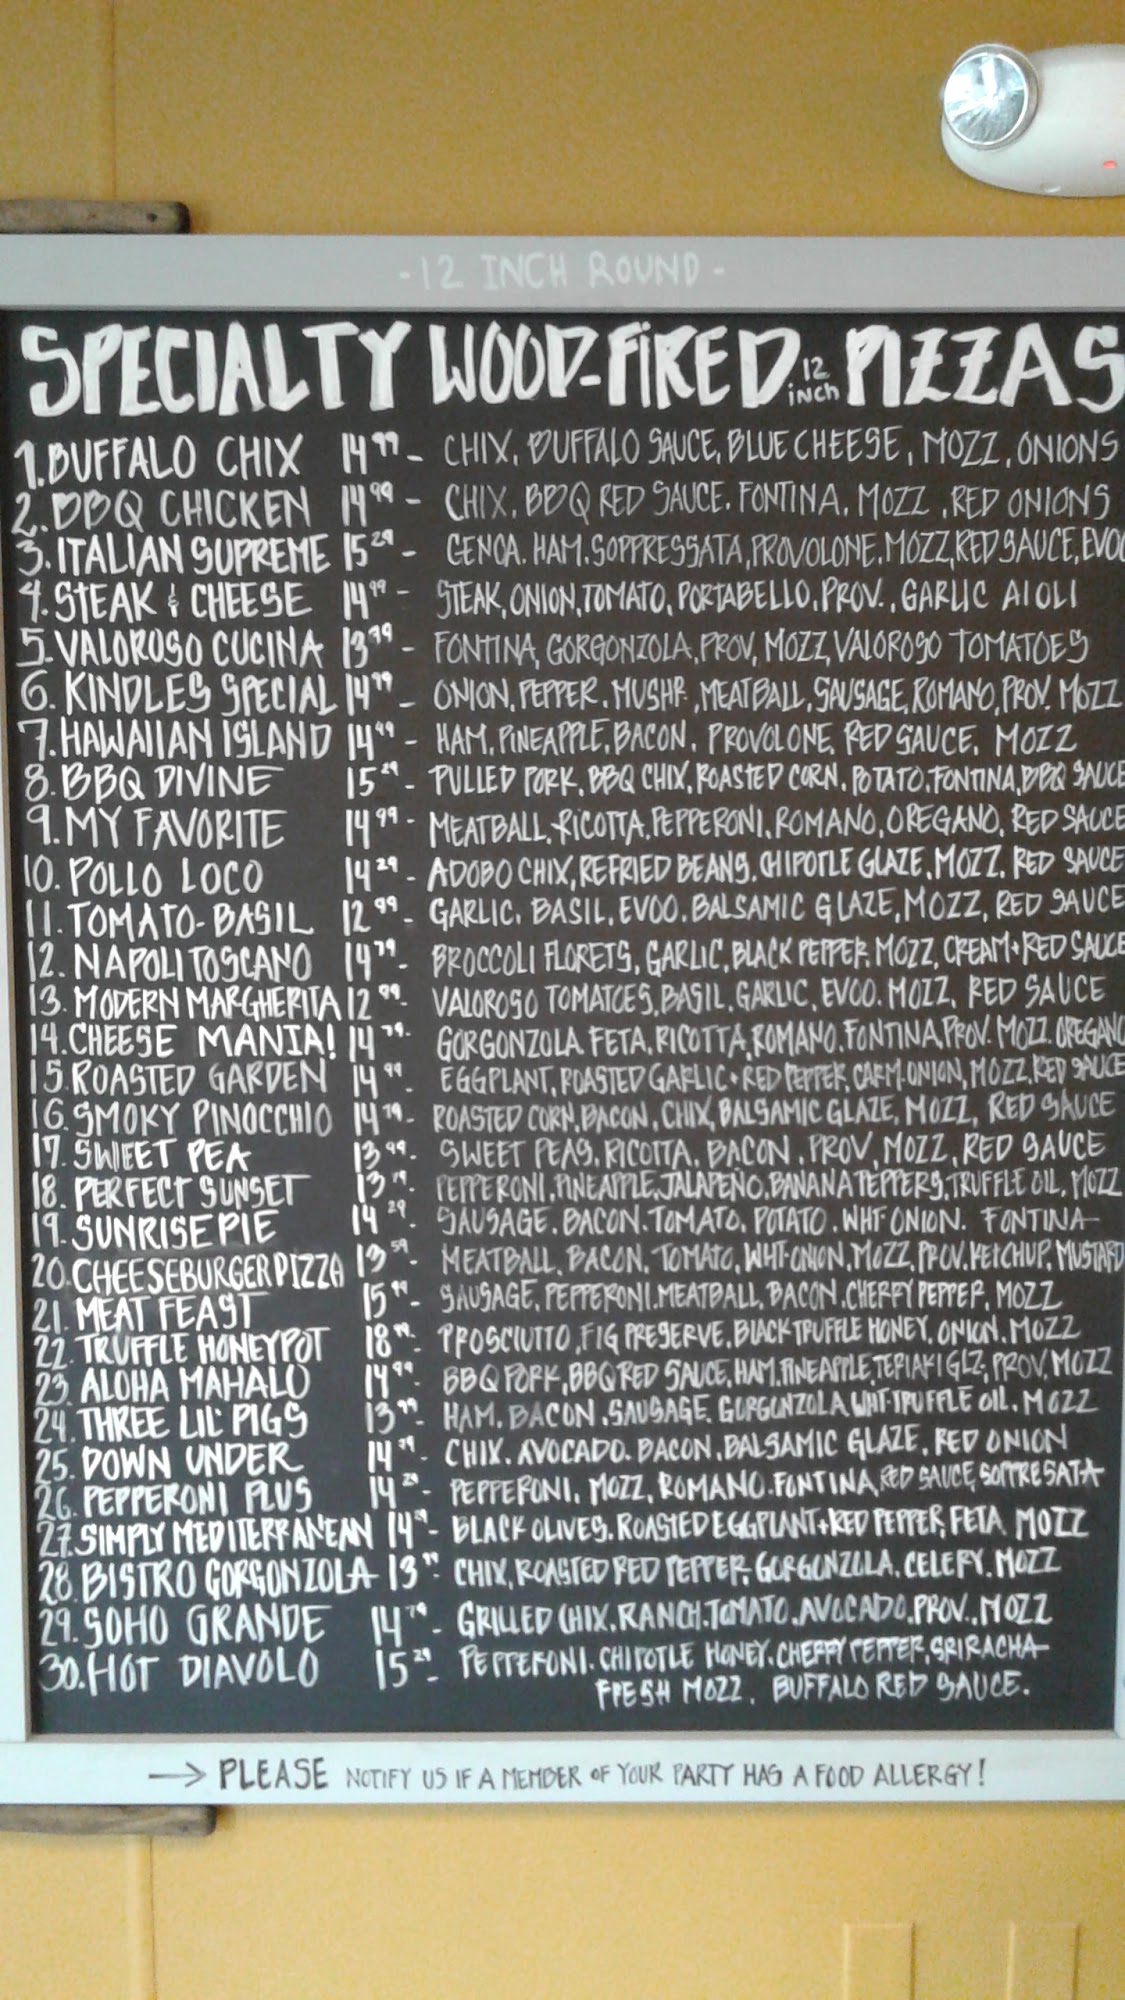 - 12 INCH ROUND -
SPECIALTY WOOD-FIRED 12 INCH PIZZAS
1. BUFFALO CHIX 14.99 - CHIX, BUFFALO SAUCE, BLUE CHEESE, MOZZ, ONIONS
2. BBQ CHICKEN 14.99 - CHIX, BBQ RED SAUCE, FONTINA, MOZZ, RED ONIONS
3. ITALIAN SUPREME 15.29 - GENOA, HAM, SOPPRESSATA, PROVOLONE, MOZZ, RED SAUCE, EVOO
4. STEAK & CHEESE 14.99 - STEAK, ONION, TOMATO, PORTABELLO, PROV., GARLIC AIOLI
5. VALOROSO CUCINA 13.99 - FONTINA, GORGONZOLA, PROV, MOZZ, VALOROSO TOMATOES
6. KINDLES SPECIAL 14.99 - ONION, PEPPER, MUSHR, MEATBALL, SAUSAGE, ROMANO, PROV. MOZZ
7. HAWAIIAN ISLAND 14.49 - HAM, PINEAPPLE, BACON, PROVOLONE, RED SAUCE, MOZZ
8. BBQ DIVINE 15.29 - PULLED PORK, BBQ CHIX, ROASTED CORN, POTATO, FONTINA, BBQ SAUCE
9. MY FAVORITE 14.99 - MEATBALL, RICOTTA, PEPPERONI, ROMANO, OREGANO, RED SAUCE
10. POLLO LOCO 14.29 - ADOBO CHIX, REFRIED BEANS, CHIPOTLE GLAZE, MOZZ, RED SAUCE
11. TOMATO-BASIL 12.99 - GARLIC, BASIL, EVOO, BALSAMIC GLAZE, MOZZ, RED SAUCE
12. NAPOLI TOSCANO 14.79 - BROCCOLI FLORETS, GARLIC, BLACK PEPPER, MOZZ, CREAM + RED SAUCE
13. MODERN MARGHERITA 12.99 - VALOROSO TOMATOES, BASIL, GARLIC, EVOO, MOZZ, RED SAUCE
14. CHEESE MANIA! 14.79 - GORGONZOLA, FETA, RICOTTA, ROMANO, FONTINA, PROV. MOZZ, OREGANO
15. ROASTED GARDEN 14.99 - EGGPLANT, ROASTED GARLIC + RED PEPPER, CARM-ONION, MOZZ, RED SAUCE
16. SMOKY PINOCCHIO 14.79 - ROASTED CORN, BACON, CHIX, BALSAMIC GLAZE, MOZZ, RED SAUCE
17. SWEET PEA 13.99 - SWEET PEAS, RICOTTA, BACON, PROV, MOZZ, RED SAUCE
18. PERFECT SUNSET 13.79 - PEPPERONI, PINEAPPLE, JALAPEÑO, BANANA PEPPERS, TRUFFLE OIL, MOZZ
19. SUNRISE PIE 14.29 - SAUSAGE, BACON, TOMATO, POTATO, WHT-ONION, FONTINA
20. CHEESEBURGER PIZZA 13.59 - MEATBALL, BACON, TOMATO, WHT-ONION, MOZZ, PROV. KETCHUP, MUSTARD
21. MEAT FEAST 15.99 - SAUSAGE, PEPPERONI, MEATBALL, BACON, CHERRY PEPPER, MOZZ
22. TRUFFLE HONEYPOT 18.99 - PROSCIUTTO, FIG PRESERVE, BLACK TRUFFLE HONEY, ONION, MOZZ
23. ALOHA MAHALO 14.99 - BBQ PORK, BBQ RED SAUCE, HAM, PINEAPPLE, TERIAKI GLZ, PROV, MOZZ
24. THREE LIL' PIGS 13.99 - HAM, BACON, SAUSAGE, GORGONZOLA, WHT-TRUFFLE OIL, MOZZ
25. DOWN UNDER 14.79 - CHIX, AVOCADO, BACON, BALSAMIC GLAZE, RED ONION
26. PEPPERONI PLUS 14.29 - PEPPERONI, MOZZ, ROMANO, FONTINA, RED SAUCE, SOPPRESATA
27. SIMPLY MEDITERRANEAN - BLACK OLIVES, ROASTED EGGPLANT + RED PEPPER, FETA, MOZZ
28. BISTRO GORGONZOLA - CHIX, ROASTED RED PEPPER, GORGONZOLA, CELERY, MOZZ
29. SOHO GRANDE 14.79 - GRILLED CHIX, RANCH, TOMATO, AVOCADO, PROV., MOZZ
30. HOT DIAVOLO 15.29 - PEPPERONI, CHIPOTLE HONEY, CHERRY PEPPER, SRIRACHA
FRESH MOZZ, BUFFALO RED SAUCE.
→ PLEASE NOTIFY US IF A MEMBER OF YOUR PARTY HAS A FOOD ALLERGY!